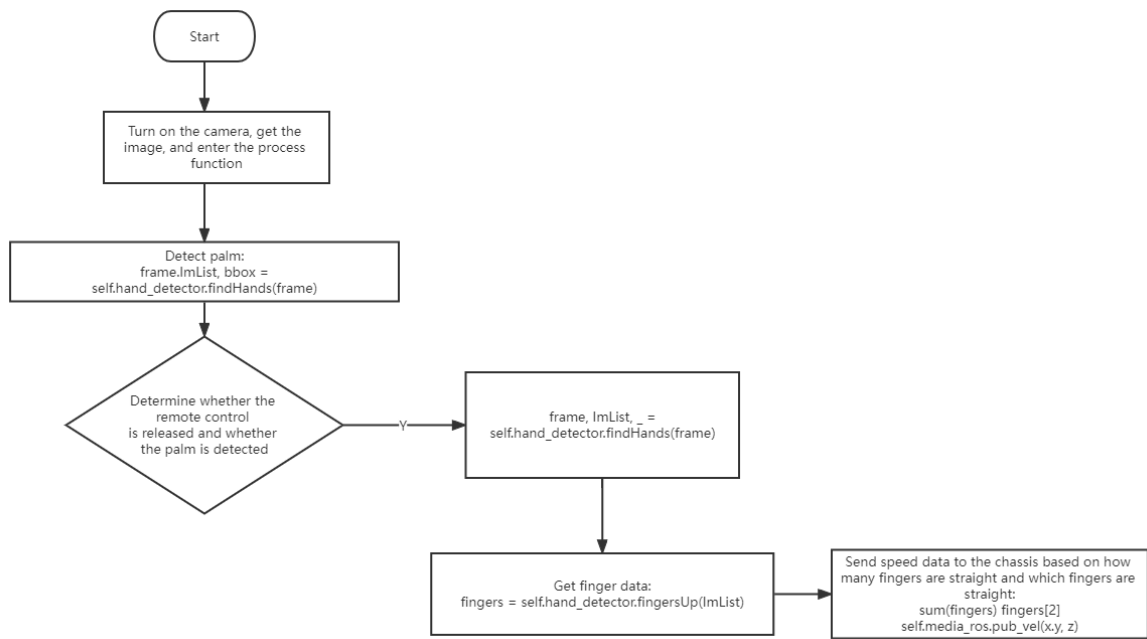 Start
Turn on the camera, get the
image, and enter the process
function
Detect palm:
frame.lmList, bbox =
self.hand_detector.findHands(frame)
Determine whether the
remote control
is released and whether
the palm is detected
Y
frame, lmList, _ =
self.hand_detector.findHands(frame)
Get finger data:
fingers = self.hand_detector.fingersUp(lmList)
Send speed data to the chassis based on how
many fingers are straight and which fingers are
straight:
sum(fingers) fingers[2]
self.media_ros.pub_vel(x.y, z)